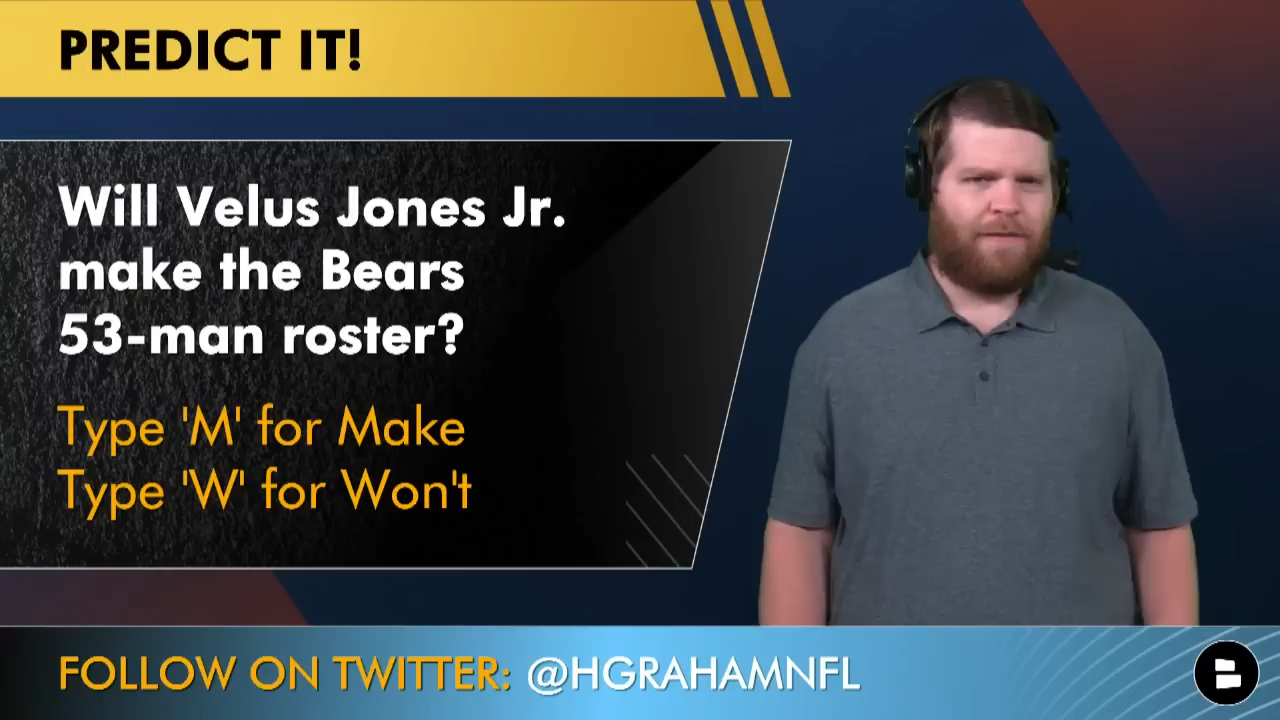 PREDICT IT!
Will Velus Jones Jr.
make the Bears
53-man roster?
Type 'M' for Make
Type 'W' for Won't
FOLLOW ON TWITTER: @HGRAHAMNFL